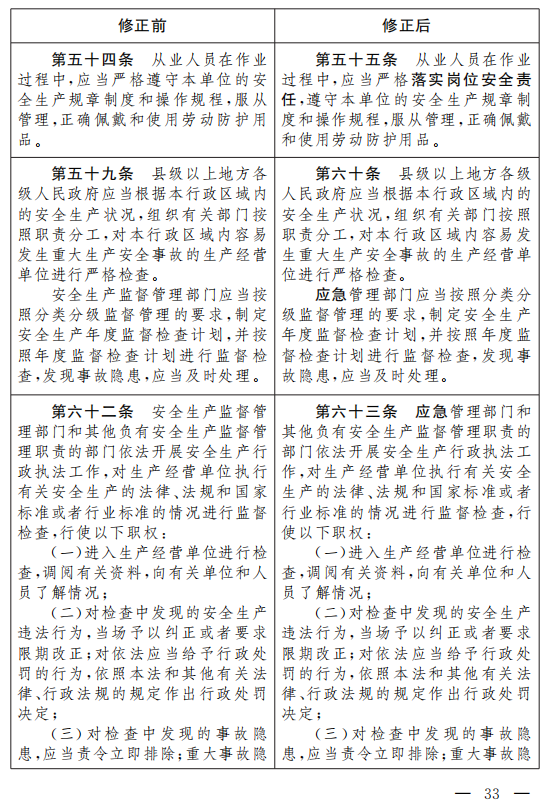 修正前
第五十四条　从业人员在作业
过程中，应当严格遵守本单位的安
全生产规章制度和操作规程，服从
管理，正确佩戴和使用劳动防护用
品。
修正后
第五十五条　从业人员在作业
过程中，应当严格落实岗位安全责
任，遵守本单位的安全生产规章制
度和操作规程，服从管理，正确佩戴
和使用劳动防护用品。
第五十九条　县级以上地方各
级人民政府应当根据本行政区域内
的安全生产状况，组织有关部门按
照职责分工，对本行政区域内容易
发生重大生产安全事故的生产经营
单位进行严格检查。
安全生产监督管理部门应当按
照分类分级监督管理的要求，制定
安全生产年度监督检查计划，并按
照年度监督检查计划进行监督检
查，发现事故隐患，应当及时处理。
第六十条　县级以上地方各
级人民政府应当根据本行政区域内
的安全生产状况，组织有关部门按
照职责分工，对本行政区域内容易
发生重大生产安全事故的生产经营
单位进行严格检查。
应急管理部门应当按照分类分
级监督管理的要求，制定安全生产
年度监督检查计划，并按照年度监
督检查计划进行监督检查，发现事
故隐患，应当及时处理。
第六十二条　安全生产监督管
理部门和其他负有安全生产监督管
理职责的部门依法开展安全生产行
政执法工作，对生产经营单位执行
有关安全生产的法律、法规和国家
标准或者行业标准的情况进行监督
检查，行使以下职权：
（一）进入生产经营单位进行检
查，调阅有关资料，向有关单位和人
员了解情况；
（二）对检查中发现的安全生产
违法行为，当场予以纠正或者要求
限期改正；对依法应当给予行政处
罚的行为，依照本法和其他有关法
律、行政法规的规定作出行政处罚
决定；
（三）对检查中发现的事故隐
患，应当责令立即排除；重大事故隐
第六十三条　应急管理部门和
其他负有安全生产监督管理职责的
部门依法开展安全生产行政执法工
作，对生产经营单位执行有关安全
生产的法律、法规和国家标准或者
行业标准的情况进行监督检查，行
使以下职权：
（一）进入生产经营单位进行检
查，调阅有关资料，向有关单位和人
员了解情况；
（二）对检查中发现的安全生产
违法行为，当场予以纠正或者要求
限期改正；对依法应当给予行政处
罚的行为，依照本法和其他有关法
律、行政法规的规定作出行政处罚
决定；
（三）对检查中发现的事故隐
患，应当责令立即排除；重大事故隐
— 33 —